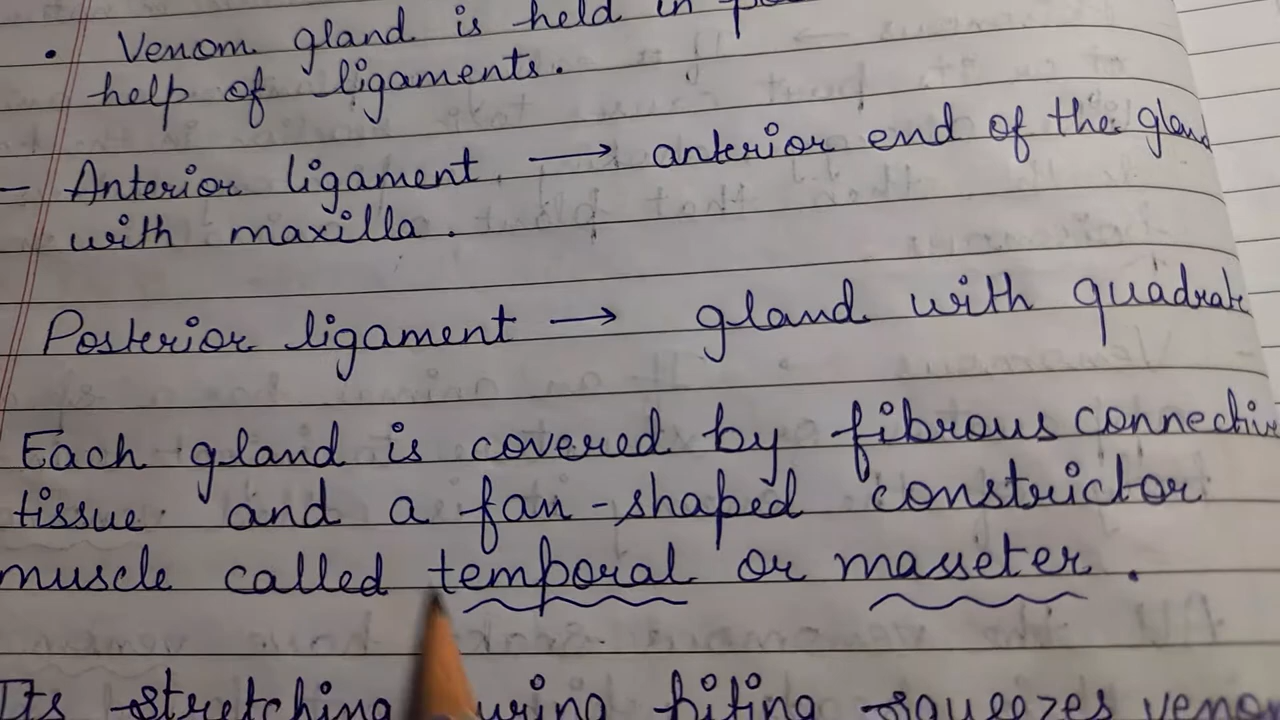 • Venom gland is held in
help of ligaments.
- Anterior ligament → anterior end of the gland
with maxilla.
Posterior ligament → gland with quadrate
Each gland is covered by fibrous connective
tissue and a fan-shaped constrictor
muscle called temporal or masseter.
Its stretching during biting squeezes